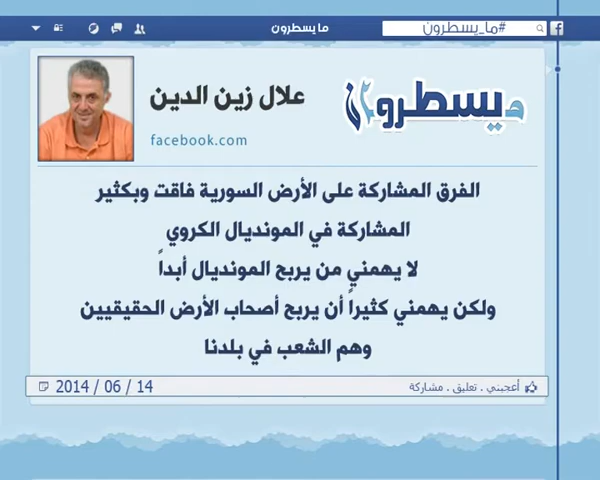 ما يسطرون
#ما_يسطرون
علال زين الدين
facebook.com
ما يسطرون
الفرق المشاركة على الأرض السورية فاقت وبكثير
المشاركة في المونديال الكروي
لا يهمني من يربح المونديال أبداً
ولكن يهمني كثيراً أن يربح أصحاب الأرض الحقيقيين
وهم الشعب في بلدنا
أعجبني . تعليق . مشاركة
2014 / 06 / 14